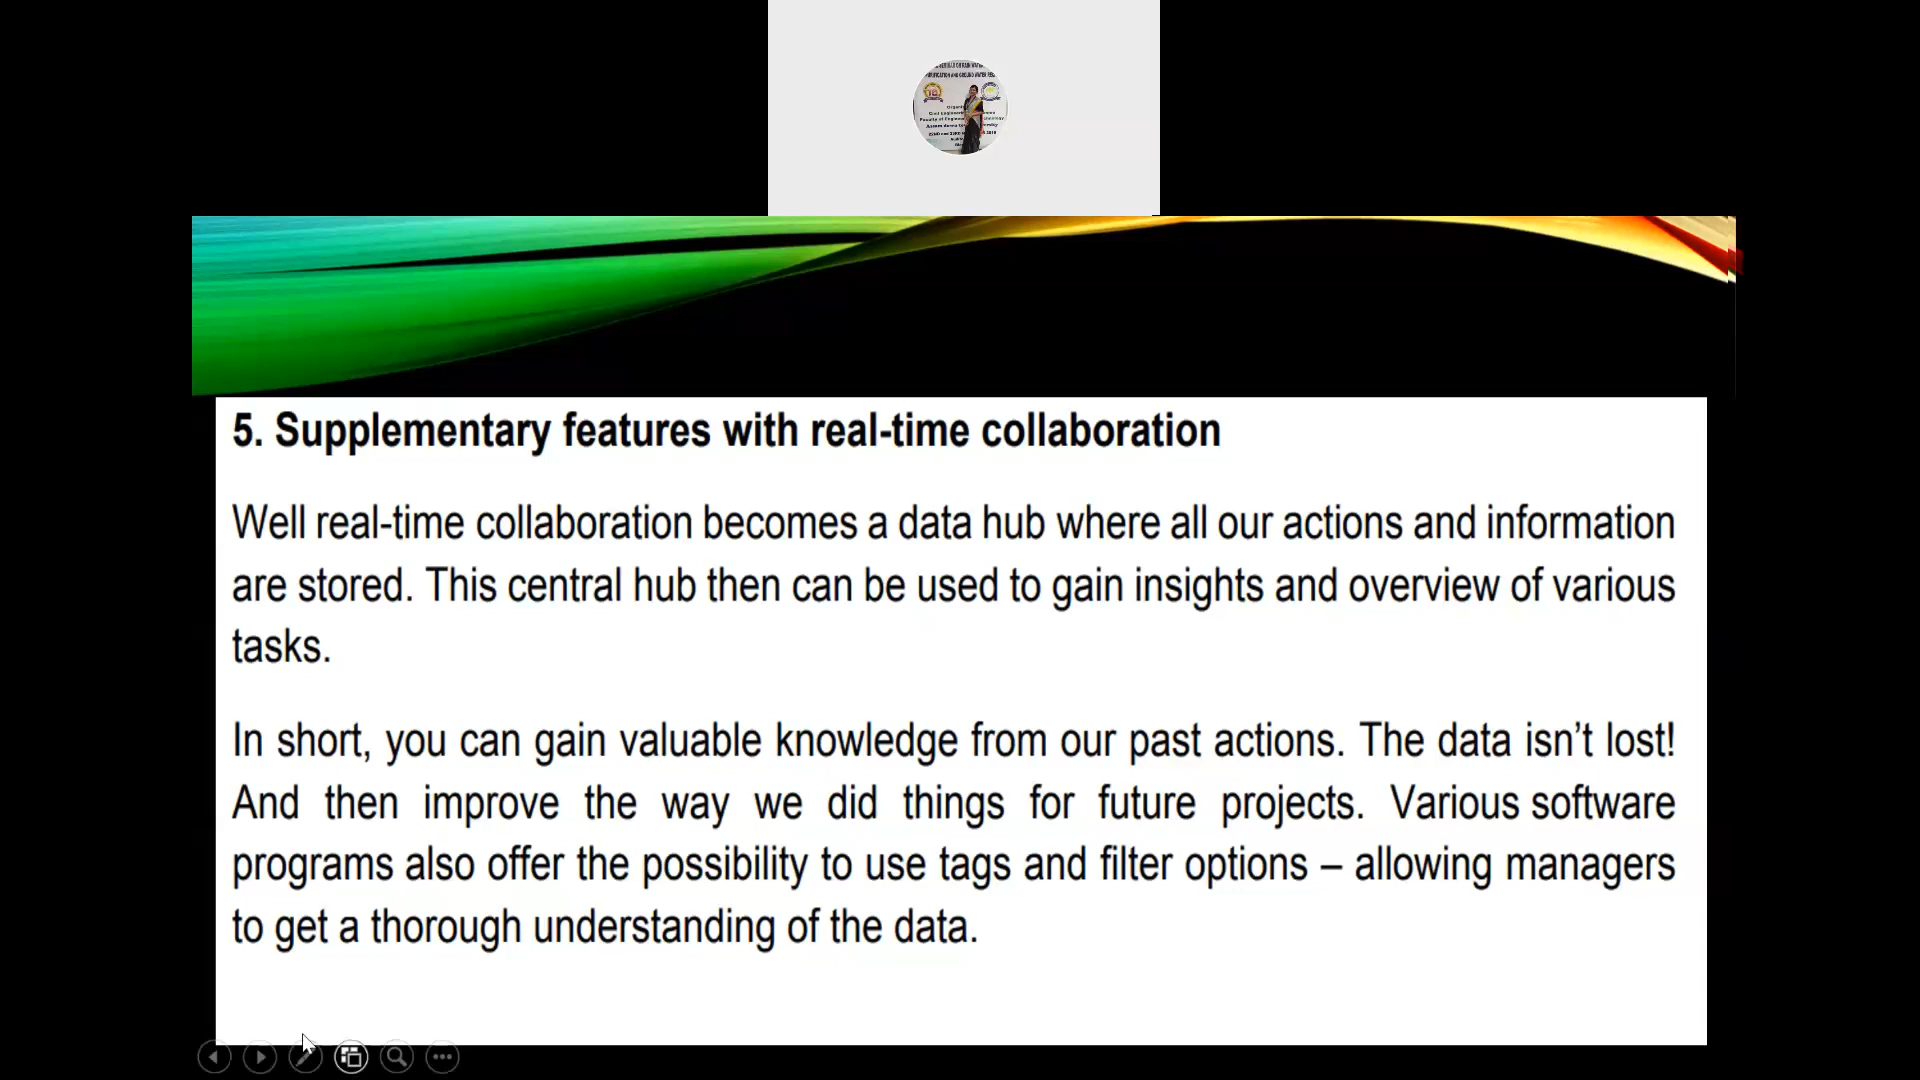 5. Supplementary features with real-time collaboration
Well real-time collaboration becomes a data hub where all our actions and information
are stored. This central hub then can be used to gain insights and overview of various
tasks.
In short, you can gain valuable knowledge from our past actions. The data isn’t lost!
And then improve the way we did things for future projects. Various software
programs also offer the possibility to use tags and filter options – allowing managers
to get a thorough understanding of the data.